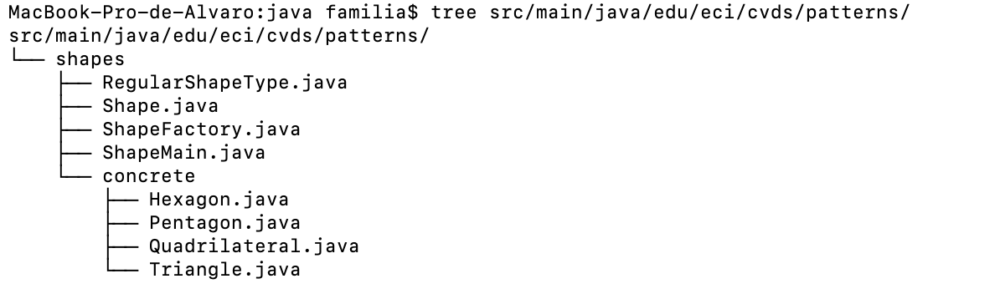 MacBook-Pro-de-Alvaro:java familia$ tree src/main/java/edu/eci/cvds/patterns/
src/main/java/edu/eci/cvds/patterns/
└── shapes
    ├── RegularShapeType.java
    ├── Shape.java
    ├── ShapeFactory.java
    ├── ShapeMain.java
    └── concrete
        ├── Hexagon.java
        ├── Pentagon.java
        ├── Quadrilateral.java
        └── Triangle.java